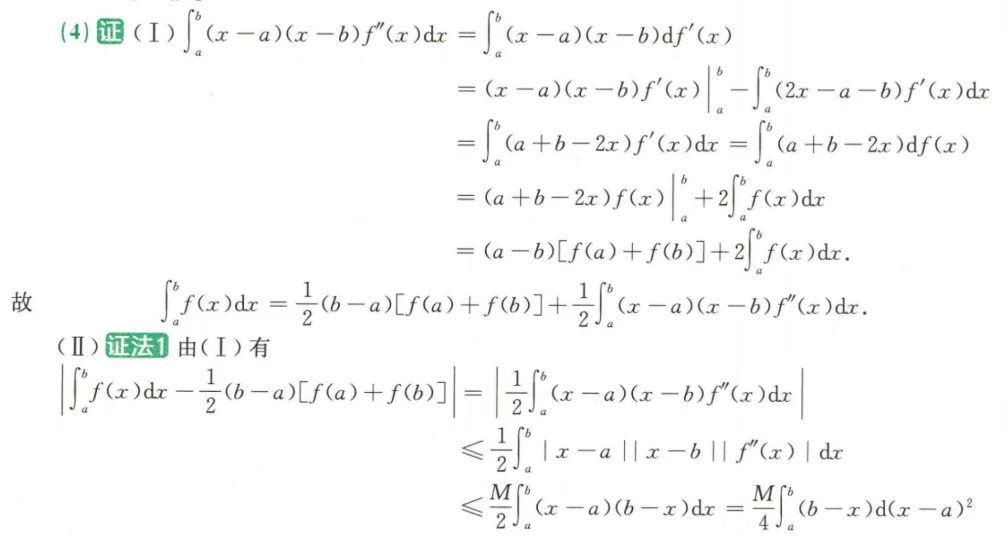 (4) 证 (Ⅰ) ∫_a^b (x−a)(x−b)f″(x)dx = ∫_a^b (x−a)(x−b)df′(x)
= (x−a)(x−b)f′(x)|_a^b − ∫_a^b (2x−a−b)f′(x)dx
= ∫_a^b (a+b−2x)f′(x)dx = ∫_a^b (a+b−2x)df(x)
= (a+b−2x)f(x)|_a^b + 2∫_a^b f(x)dx
= (a−b)[f(a)+f(b)] + 2∫_a^b f(x)dx.
故 ∫_a^b f(x)dx = 1/2 (b−a)[f(a)+f(b)] + 1/2 ∫_a^b (x−a)(x−b)f″(x)dx.
(Ⅱ) 证法1 由(Ⅰ)有
|∫_a^b f(x)dx − 1/2 (b−a)[f(a)+f(b)]| = |1/2 ∫_a^b (x−a)(x−b)f″(x)dx|
≤ 1/2 ∫_a^b |x−a||x−b||f″(x)|dx
≤ M/2 ∫_a^b (x−a)(b−x)dx = M/4 ∫_a^b (b−x)d(x−a)²